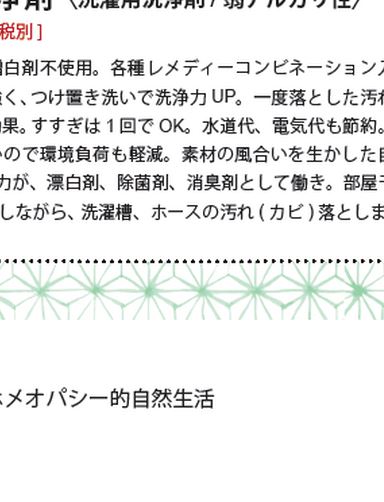 浄剤〈洗濯用洗浄剤 / 弱アルカリ性〉
税別 ]
白剤不使用。各種レメディーコンビネーション
く、つけ置き洗いで洗浄力 UP。一度落とした汚れ
果。すすぎは 1 回で OK。水道代、電気代も節約。
ので環境負荷も軽減。素材の風合いを生かした
力が、漂白剤、除菌剤、消臭剤として働き。部屋
しながら、洗濯槽、ホースの汚れ ( カビ ) 落としま
メオパシー的自然生活